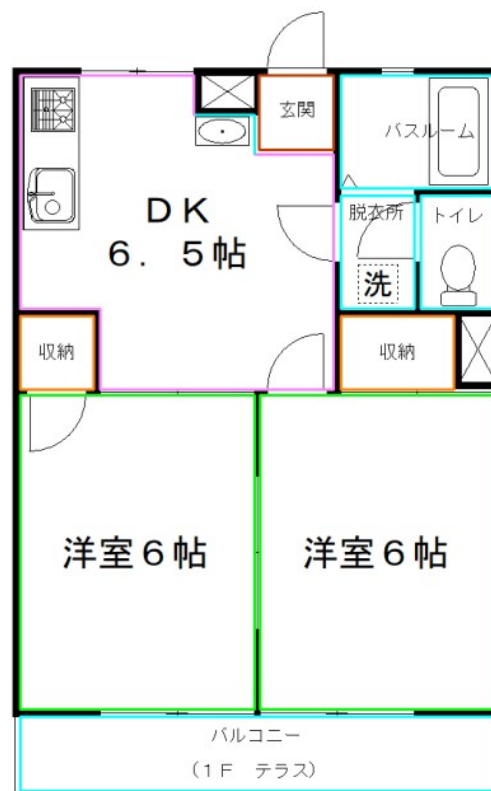 玄関
バスルーム
DK
6.5帖
脱衣所
トイレ
洗
収納
収納
洋室6帖
洋室6帖
バルコニー
(1F テラス)